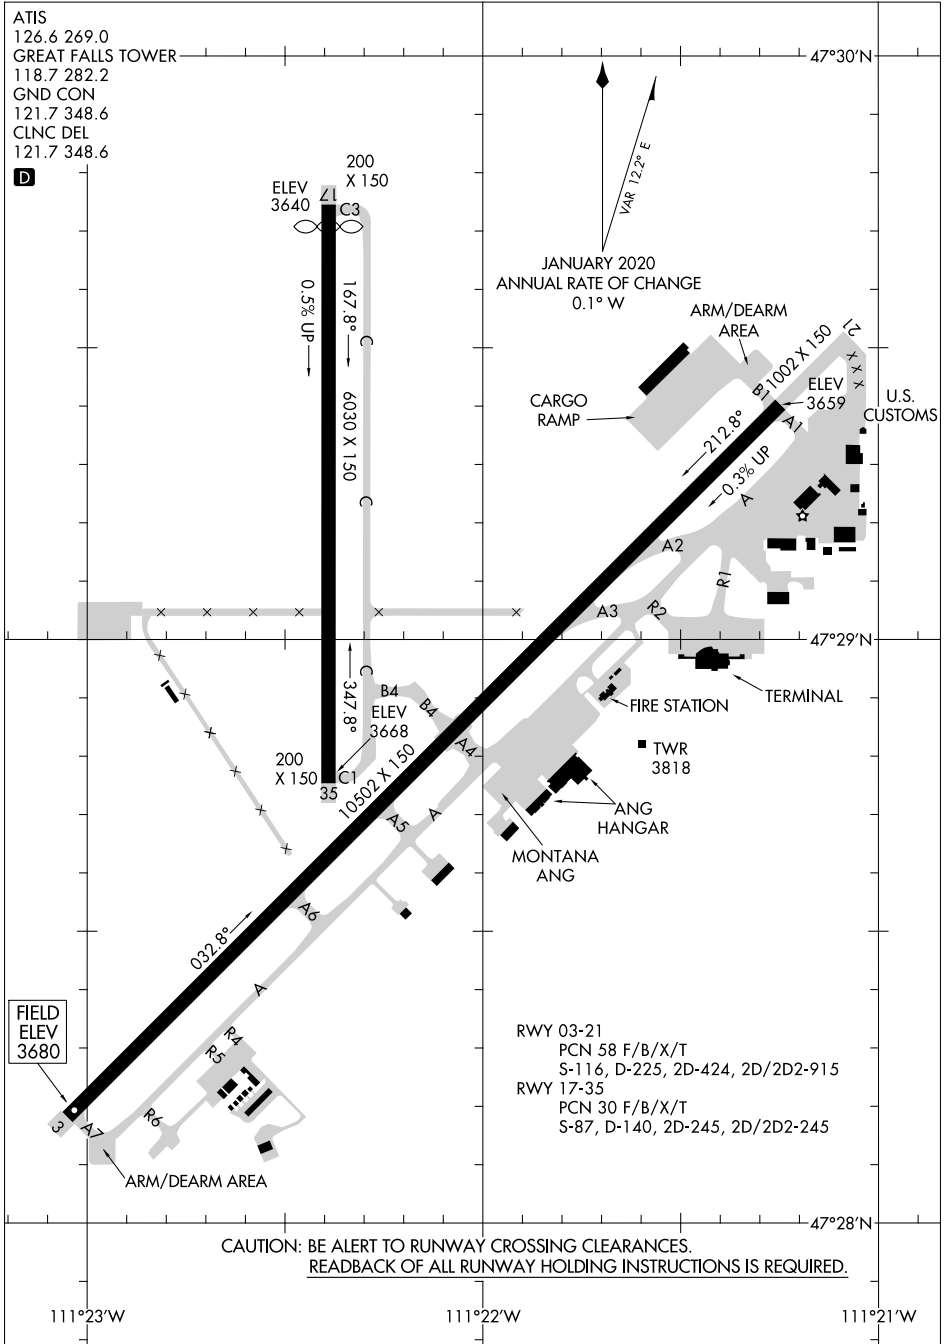 ATIS
126.6 269.0
GREAT FALLS TOWER
118.7 282.2
GND CON
121.7 348.6
CLNC DEL
121.7 348.6
D
47°30'N
VAR 12.2° E
JANUARY 2020
ANNUAL RATE OF CHANGE
0.1° W
200
X 150
ELEV
3640
17
C3
0.5% UP
167.8°
C
6030 X 150
C
C
347.8°
ARM/DEARM
AREA
21
X X X
1002 X 150
B1
ELEV
3659
A1
U.S.
CUSTOMS
CARGO
RAMP
212.8°
0.3% UP
A
A2
R1
A3
R2
47°29'N
TERMINAL
FIRE STATION
TWR
3818
B4
B4
ELEV
3668
200
X 150
C1
35
10502 X 150
A4
A
A5
ANG
HANGAR
MONTANA
ANG
A6
032.8°
A
FIELD
ELEV
3680
R4
R5
R6
3
A7
ARM/DEARM AREA
RWY 03-21
PCN 58 F/B/X/T
S-116, D-225, 2D-424, 2D/2D2-915
RWY 17-35
PCN 30 F/B/X/T
S-87, D-140, 2D-245, 2D/2D2-245
47°28'N
CAUTION: BE ALERT TO RUNWAY CROSSING CLEARANCES.
READBACK OF ALL RUNWAY HOLDING INSTRUCTIONS IS REQUIRED.
111°23'W
111°22'W
111°21'W